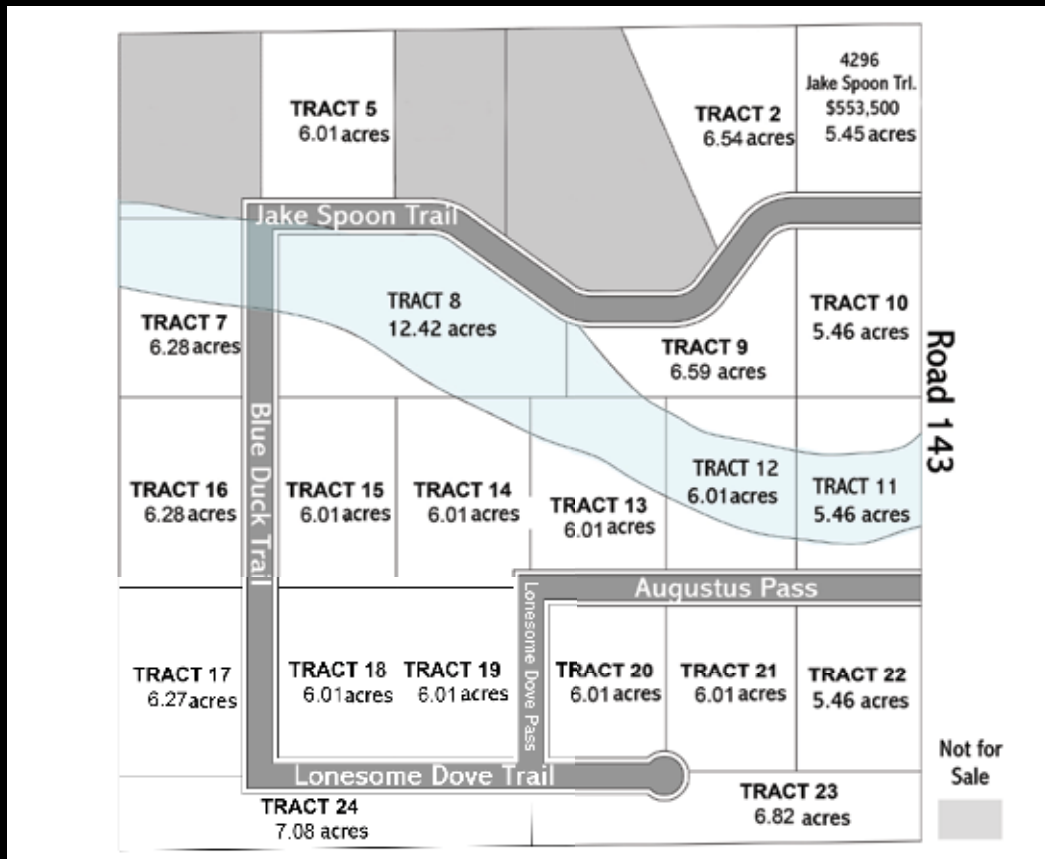 4296
Jake Spoon Trl.
$553,500
5.45 acres
TRACT 5
6.01 acres
TRACT 2
6.54 acres
Jake Spoon Trail
TRACT 8
12.42 acres
TRACT 10
5.46 acres
TRACT 7
6.28 acres
TRACT 9
6.59 acres
Road 143
Blue Duck Trail
TRACT 12
6.01 acres
TRACT 11
5.46 acres
TRACT 16
6.28 acres
TRACT 15
6.01 acres
TRACT 14
6.01 acres
TRACT 13
6.01 acres
Augustus Pass
Lonesome Dove Pass
TRACT 17
6.27 acres
TRACT 18
6.01 acres
TRACT 19
6.01 acres
TRACT 20
6.01 acres
TRACT 21
6.01 acres
TRACT 22
5.46 acres
Not for
Sale
Lonesome Dove Trail
TRACT 23
6.82 acres
TRACT 24
7.08 acres